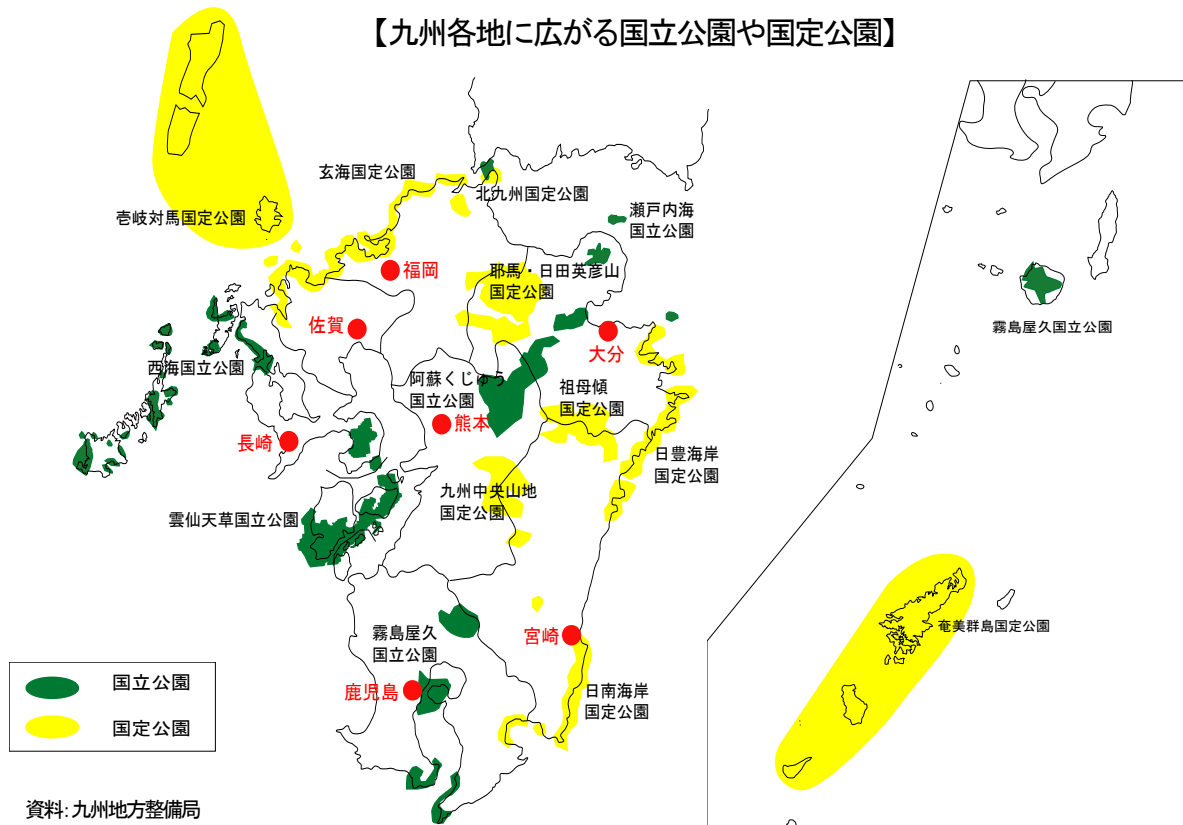 【九州各地に広がる国立公園や国定公園】
玄海国定公園
北九州国定公園
壱岐対馬国定公園
瀬戸内海
国立公園
福岡
耶馬・日田英彦山
国定公園
霧島屋久国立公園
佐賀
大分
西海国立公園
阿蘇くじゅう
国立公園
祖母傾
国定公園
熊本
長崎
日豊海岸
国定公園
九州中央山地
国定公園
雲仙天草国立公園
奄美群島国定公園
霧島屋久
国立公園
宮崎
鹿児島
日南海岸
国定公園
国立公園
国定公園
資料:九州地方整備局